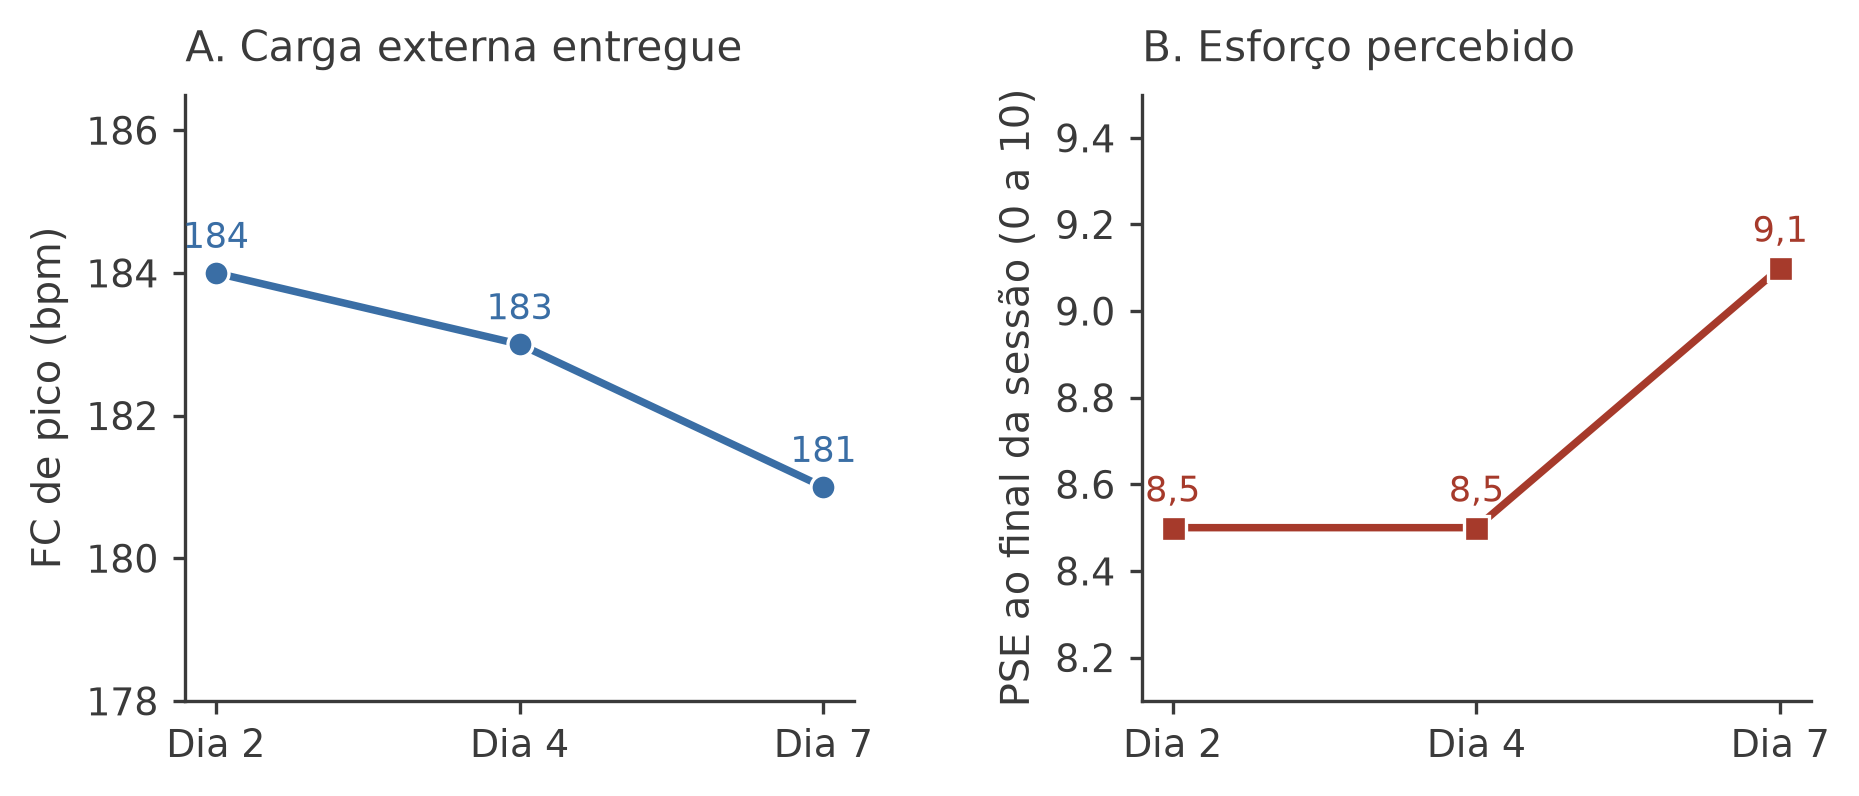 A. Carga externa entregue
FC de pico (bpm)
186
184
182
180
178
184
183
181
Dia 2
Dia 4
Dia 7
B. Esforço percebido
PSE ao final da sessão (0 a 10)
9.4
9.2
9.0
8.8
8.6
8.4
8.2
8,5
8,5
9,1
Dia 2
Dia 4
Dia 7